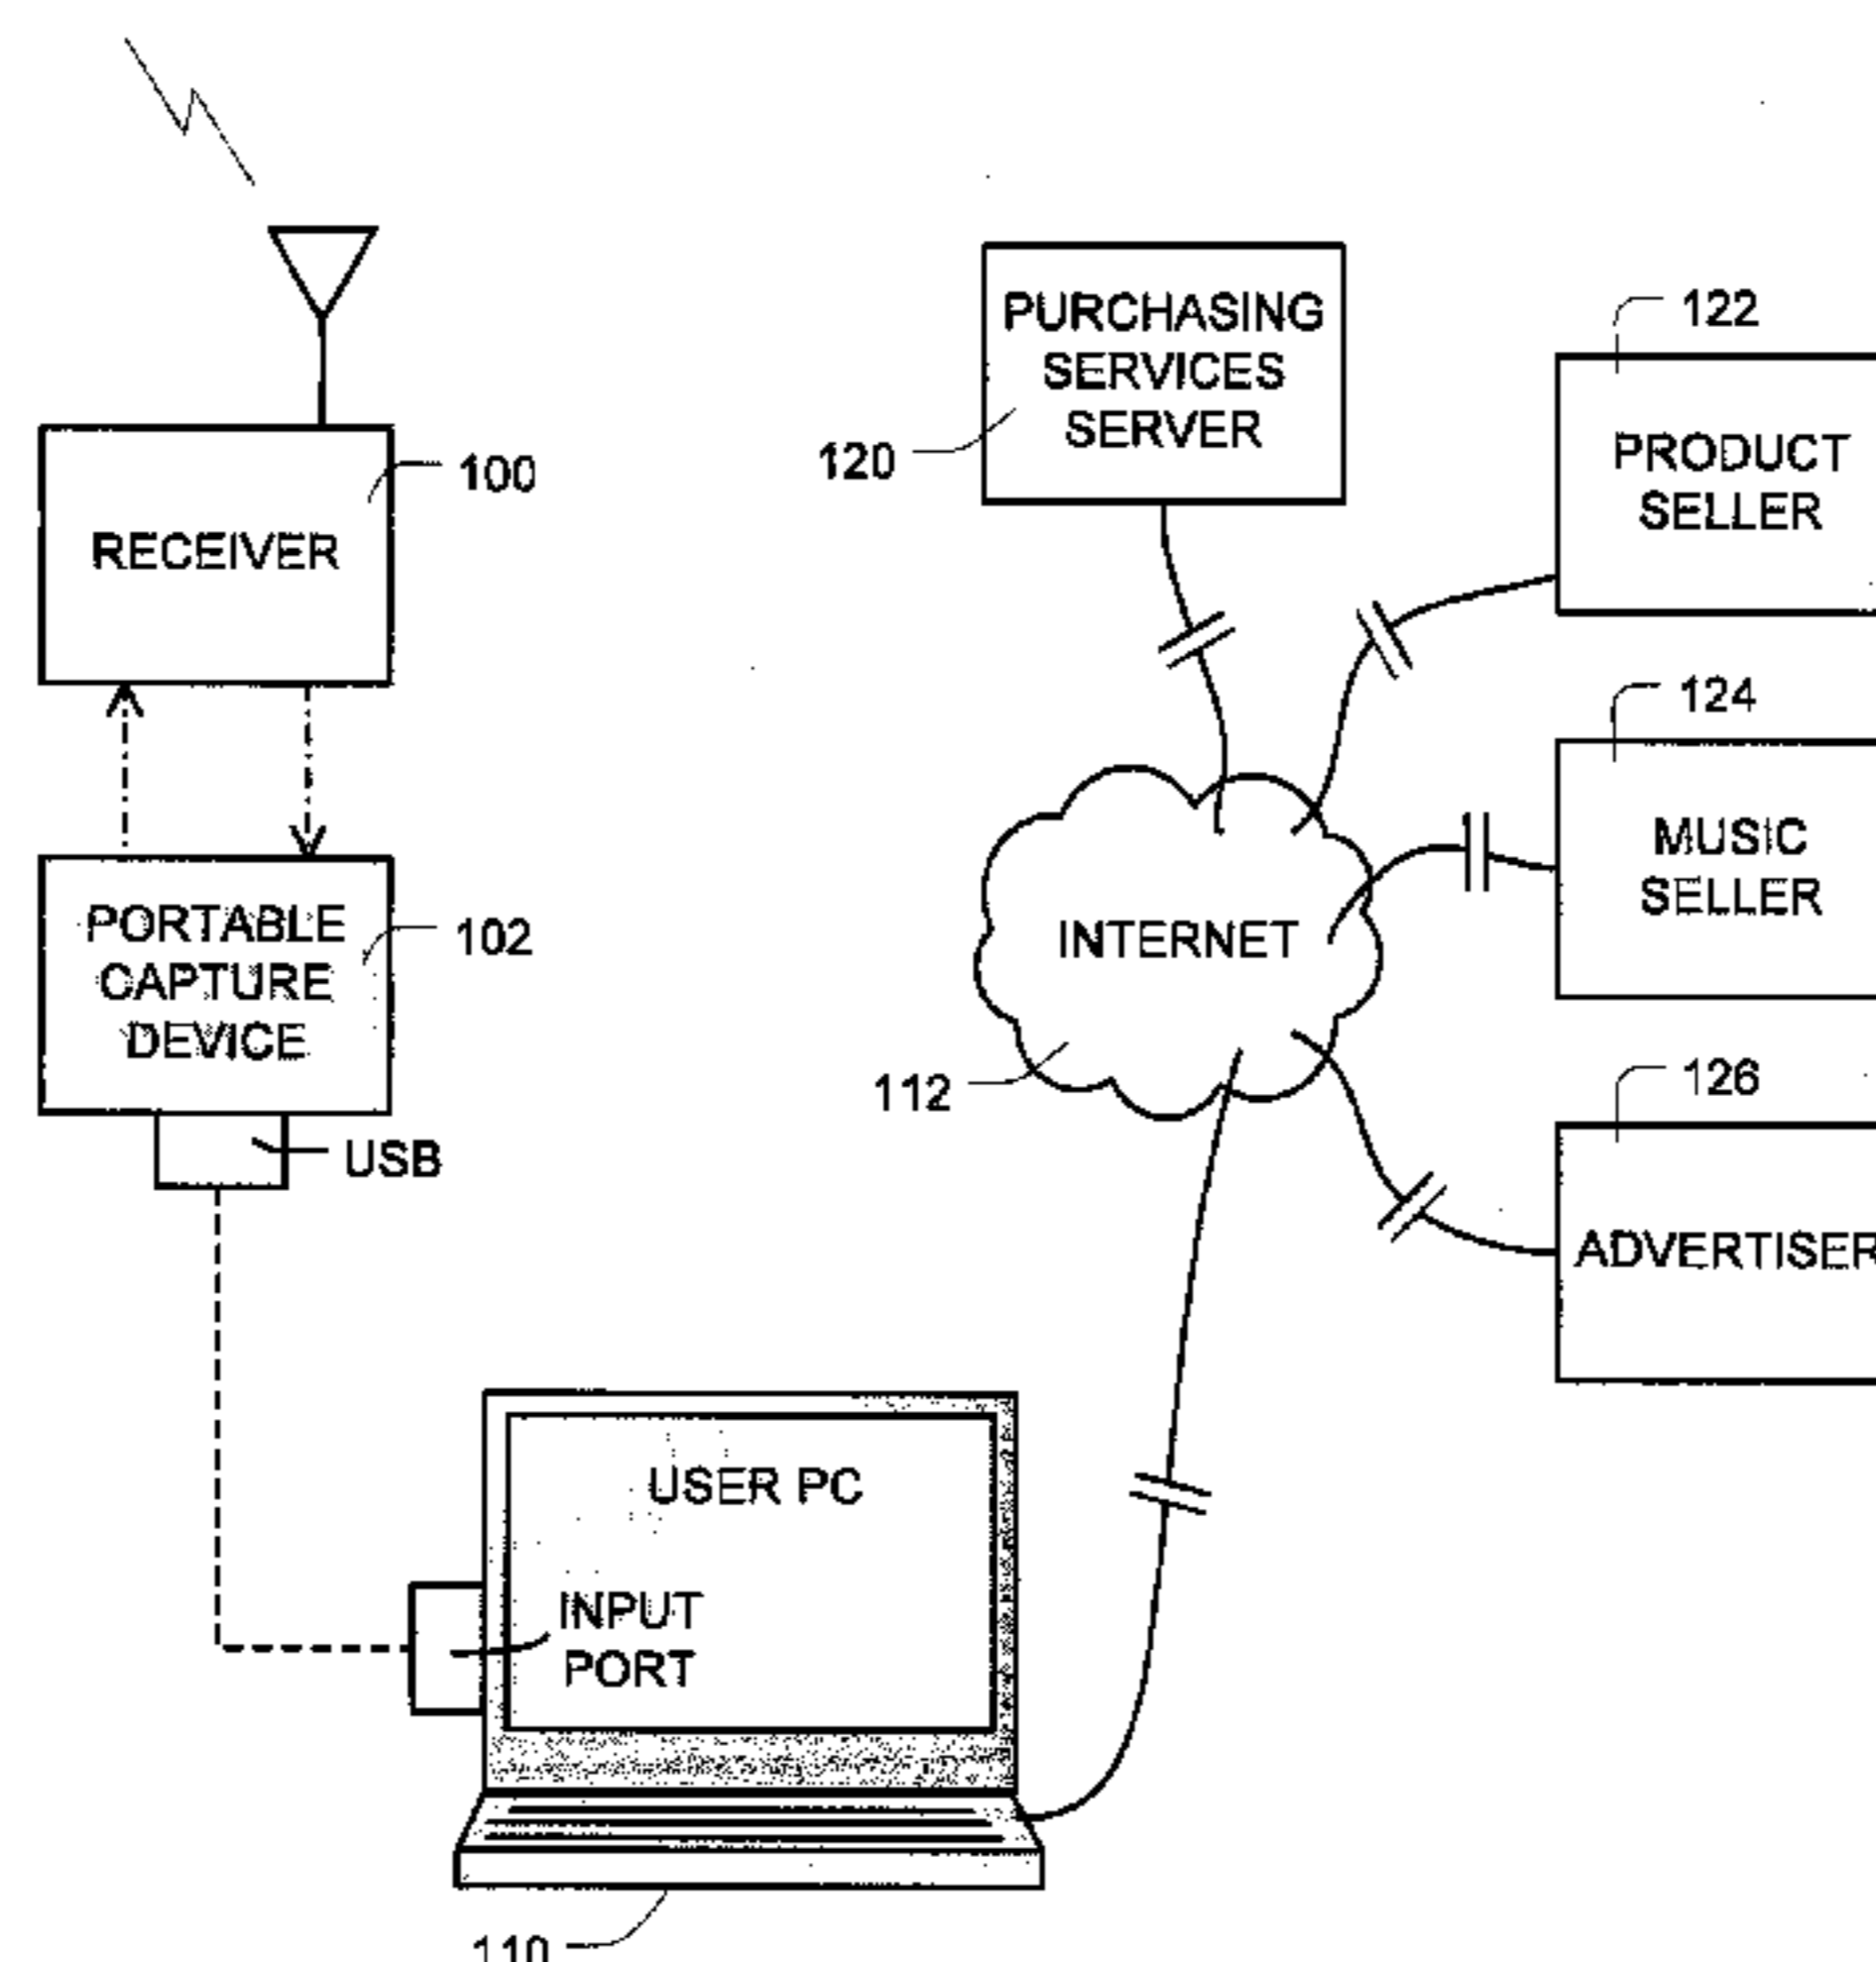 PURCHASING
SERVICES
SERVER
120
122
PRODUCT
SELLER
100
RECEIVER
124
MUSIC
SELLER
PORTABLE
CAPTURE
DEVICE
102
INTERNET
112
126
ADVERTISER
USB
USER PC
INPUT
PORT
110